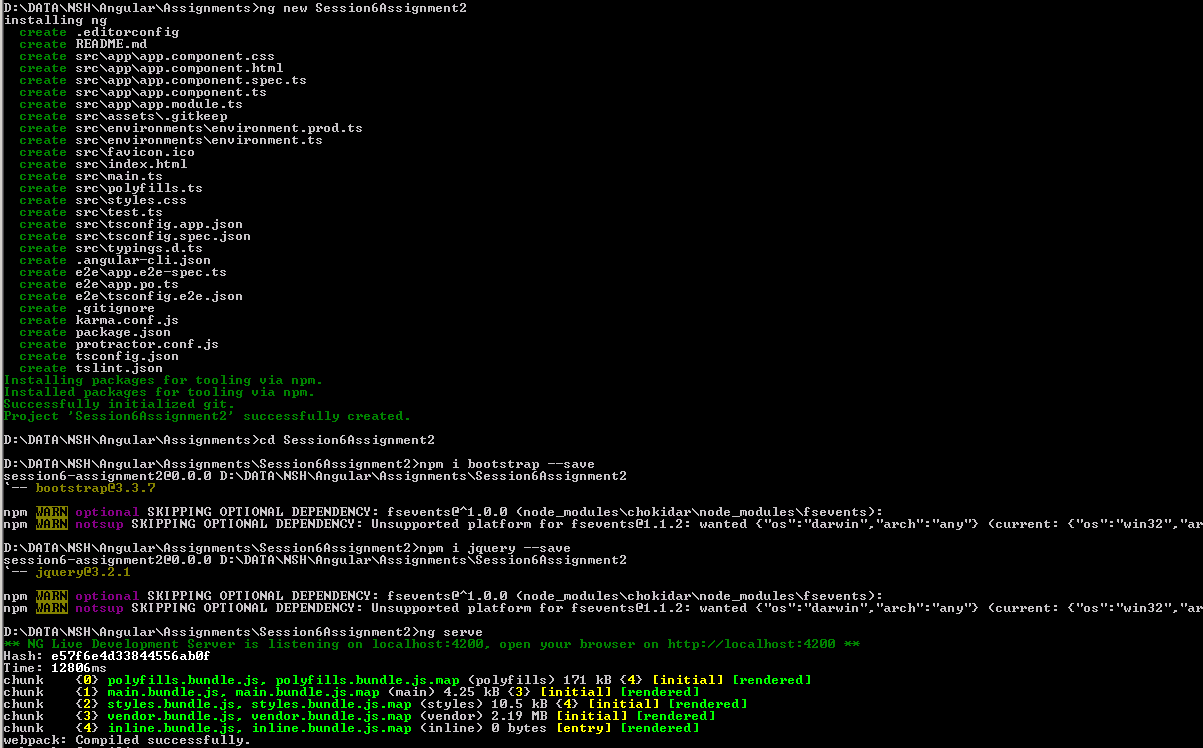 D:\DATA\NSH\Angular\Assignments>ng new Session6Assignment2
installing ng
  create .editorconfig
  create README.md
  create src\app\app.component.css
  create src\app\app.component.html
  create src\app\app.component.spec.ts
  create src\app\app.component.ts
  create src\app\app.module.ts
  create src\assets\.gitkeep
  create src\environments\environment.prod.ts
  create src\environments\environment.ts
  create src\favicon.ico
  create src\index.html
  create src\main.ts
  create src\polyfills.ts
  create src\styles.css
  create src\test.ts
  create src\tsconfig.app.json
  create src\tsconfig.spec.json
  create src\typings.d.ts
  create .angular-cli.json
  create e2e\app.e2e-spec.ts
  create e2e\app.po.ts
  create e2e\tsconfig.e2e.json
  create .gitignore
  create karma.conf.js
  create package.json
  create protractor.conf.js
  create tsconfig.json
  create tslint.json
Installing packages for tooling via npm.
Installed packages for tooling via npm.
Successfully initialized git.
Project 'Session6Assignment2' successfully created.
D:\DATA\NSH\Angular\Assignments>cd Session6Assignment2
D:\DATA\NSH\Angular\Assignments\Session6Assignment2>npm i bootstrap --save
session6-assignment2@0.0.0 D:\DATA\NSH\Angular\Assignments\Session6Assignment2
`-- bootstrap@3.3.7
npm WARN optional SKIPPING OPTIONAL DEPENDENCY: fsevents@^1.0.0 (node_modules\chokidar\node_modules\fsevents):
npm WARN notsup SKIPPING OPTIONAL DEPENDENCY: Unsupported platform for fsevents@1.1.2: wanted {"os":"darwin","arch":"any"} (current: {"os":"win32","ar
D:\DATA\NSH\Angular\Assignments\Session6Assignment2>npm i jquery --save
session6-assignment2@0.0.0 D:\DATA\NSH\Angular\Assignments\Session6Assignment2
`-- jquery@3.2.1
npm WARN optional SKIPPING OPTIONAL DEPENDENCY: fsevents@^1.0.0 (node_modules\chokidar\node_modules\fsevents):
npm WARN notsup SKIPPING OPTIONAL DEPENDENCY: Unsupported platform for fsevents@1.1.2: wanted {"os":"darwin","arch":"any"} (current: {"os":"win32","ar
D:\DATA\NSH\Angular\Assignments\Session6Assignment2>ng serve
** NG Live Development Server is listening on localhost:4200, open your browser on http://localhost:4200 **
Hash: e57f6e4d33844556ab0f
Time: 12806ms
chunk    {0} polyfills.bundle.js, polyfills.bundle.js.map (polyfills) 171 kB {4} [initial] [rendered]
chunk    {1} main.bundle.js, main.bundle.js.map (main) 4.25 kB {3} [initial] [rendered]
chunk    {2} styles.bundle.js, styles.bundle.js.map (styles) 10.5 kB {4} [initial] [rendered]
chunk    {3} vendor.bundle.js, vendor.bundle.js.map (vendor) 2.19 MB [initial] [rendered]
chunk    {4} inline.bundle.js, inline.bundle.js.map (inline) 0 bytes [entry] [rendered]
webpack: Compiled successfully.